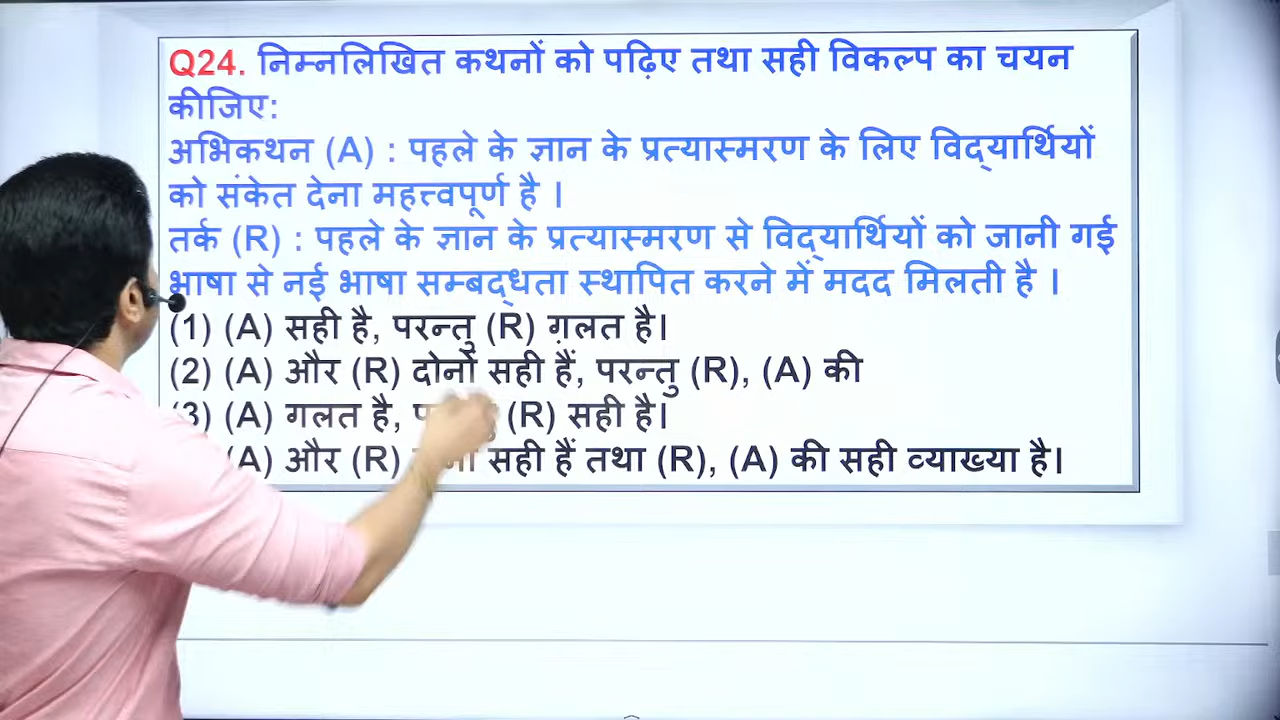 Q24. निम्नलिखित कथनों को पढ़िए तथा सही विकल्प का चयन
कीजिए:
अभिकथन (A) : पहले के ज्ञान के प्रत्यास्मरण के लिए विद्यार्थियों
को संकेत देना महत्त्वपूर्ण है ।
तर्क (R) : पहले के ज्ञान के प्रत्यास्मरण से विद्यार्थियों को जानी गई
भाषा से नई भाषा सम्बद्धता स्थापित करने में मदद मिलती है ।
(1) (A) सही है, परन्तु (R) ग़लत है।
(2) (A) और (R) दोनों सही हैं, परन्तु (R), (A) की
3) (A) गलत है, (R) सही है।
(A) और (R) सही हैं तथा (R), (A) की सही व्याख्या है।